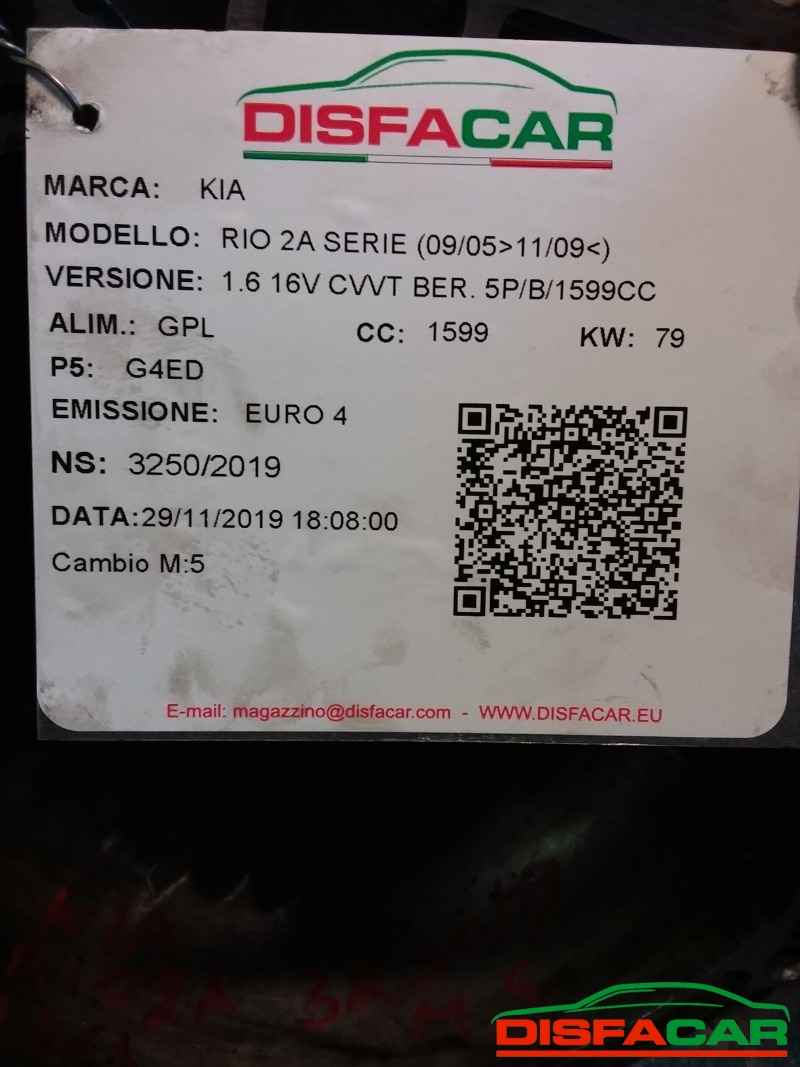 DISFACAR
MARCA: KIA
MODELLO: RIO 2A SERIE (09/05>11/09<)
VERSIONE: 1.6 16V CVVT BER. 5P/B/1599CC
ALIM.: GPL CC: 1599 KW: 79
P5: G4ED
EMISSIONE: EURO 4
NS: 3250/2019
DATA:29/11/2019 18:08:00
Cambio M:5
E-mail: magazzino@disfacar.com - WWW.DISFACAR.EU
DISFACAR